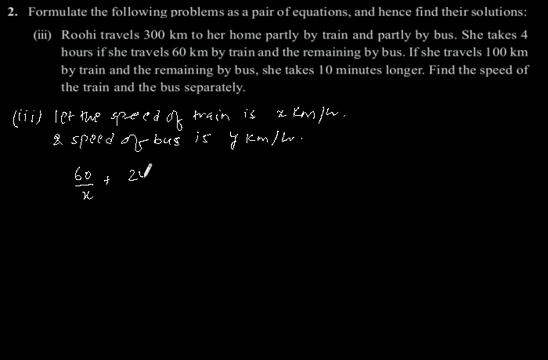 2. Formulate the following problems as a pair of equations, and hence find their solutions:
(iii) Roohi travels 300 km to her home partly by train and partly by bus. She takes 4
hours if she travels 60 km by train and the remaining by bus. If she travels 100 km
by train and the remaining by bus, she takes 10 minutes longer. Find the speed of
the train and the bus separately.
(iii) let the speed of train is x km/hr.
& speed of bus is y km/hr.
60/x + 24